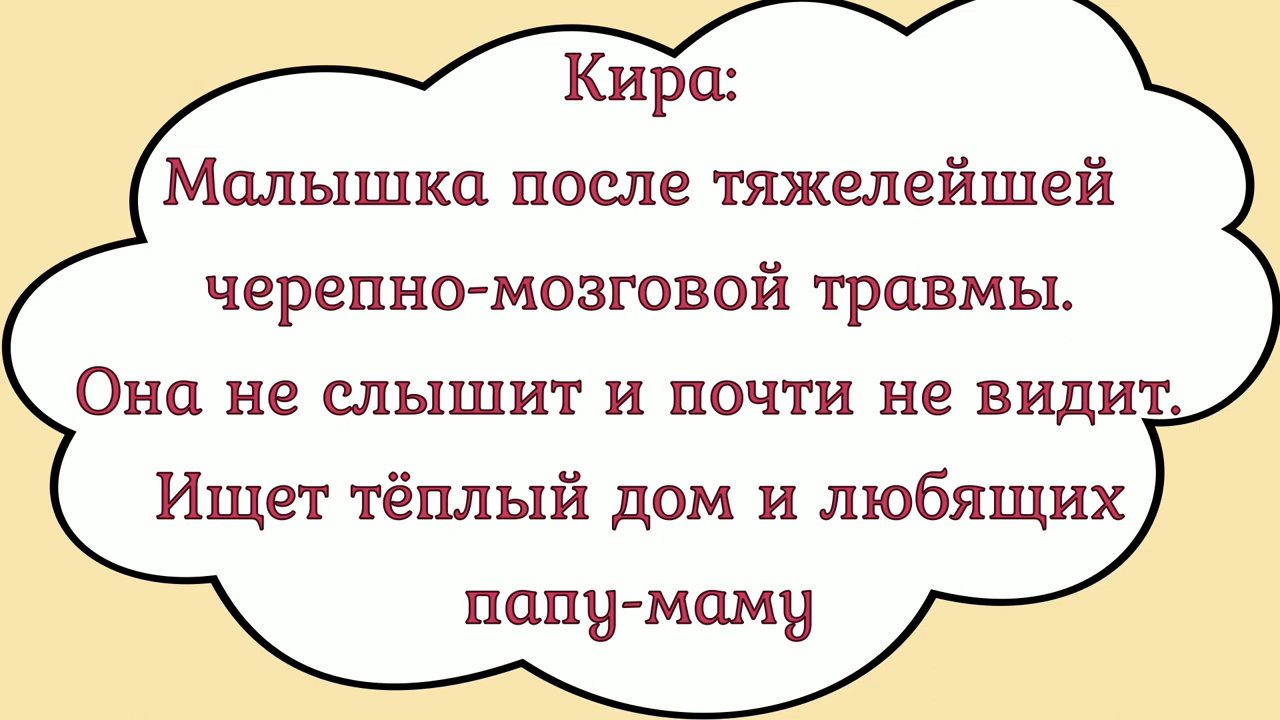 Кира:
Малышка после тяжелейшей
черепно-мозговой травмы.
Она не слышит и почти не видит.
Ищет тёплый дом и любящих
папу-маму